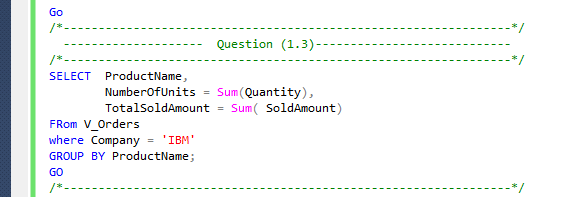 Go
/*----------------------------------------------------------------*/
-------------------- Question (1.3)----------------------------
/*----------------------------------------------------------------*/
SELECT ProductName,
NumberOfUnits = Sum(Quantity),
TotalSoldAmount = Sum( SoldAmount)
FRom V_Orders
where Company = 'IBM'
GROUP BY ProductName;
GO
/*----------------------------------------------------------------*/